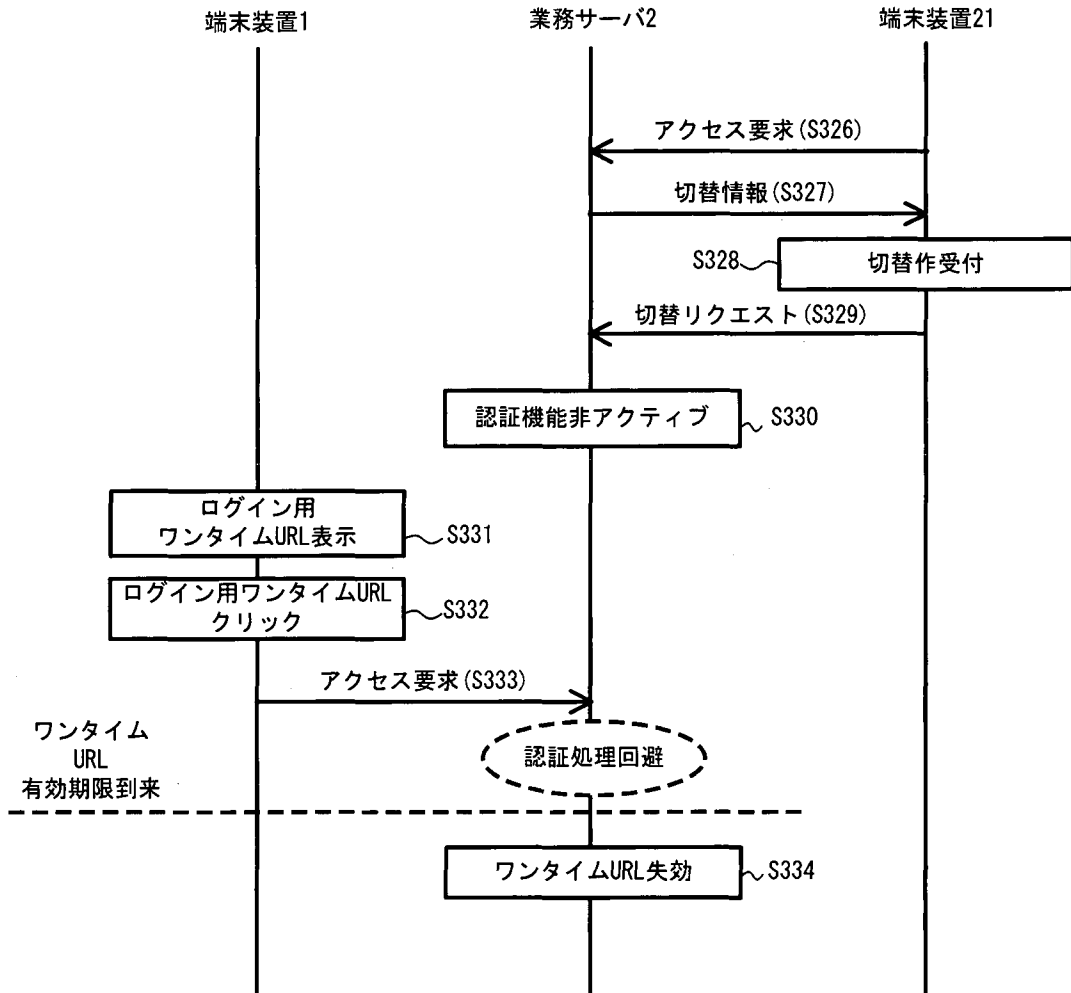 端末装置1
業務サーバ2
端末装置21
アクセス要求(S326)
切替情報(S327)
S328
切替作受付
切替リクエスト(S329)
認証機能非アクティブ
S330
ログイン用
ワンタイムURL表示
S331
ログイン用ワンタイムURL
クリック
S332
アクセス要求(S333)
ワンタイム
URL
有効期限到来
認証処理回避
ワンタイムURL失効
S334